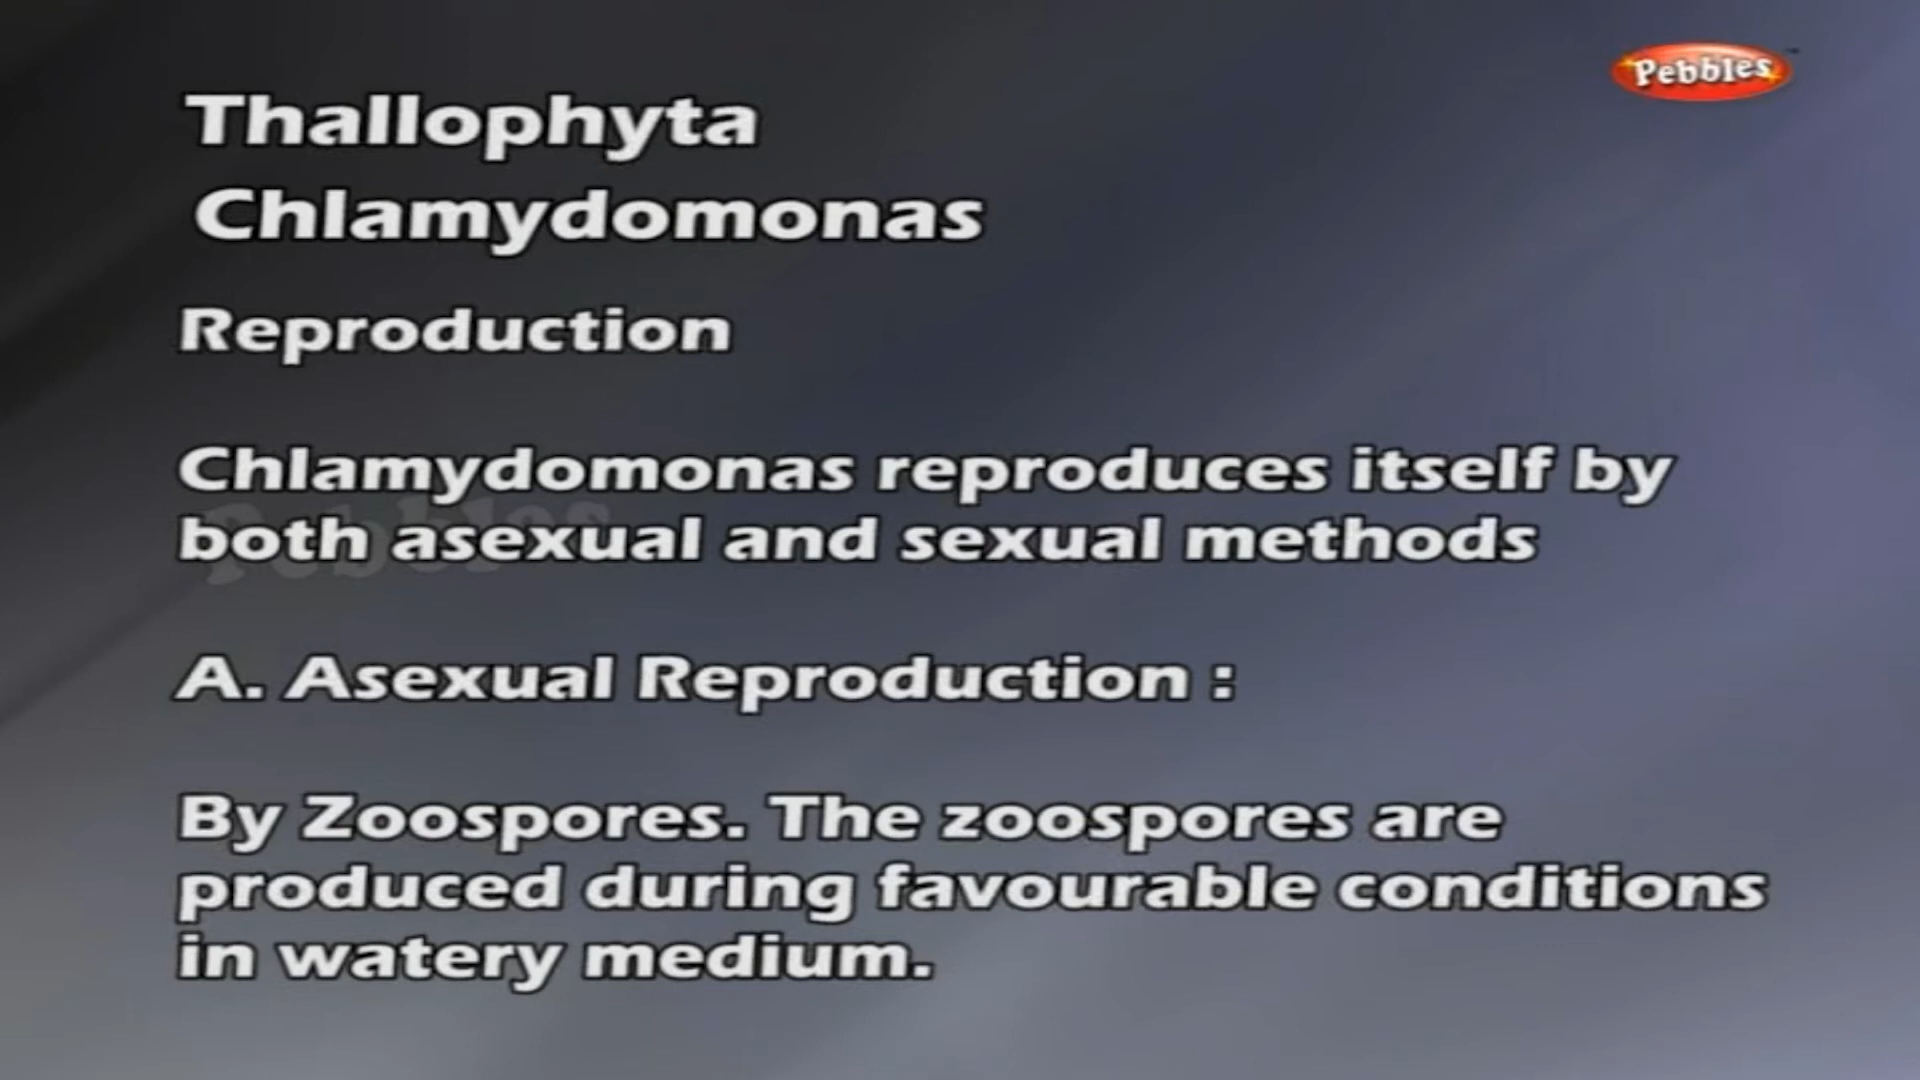 Pebbles
Thallophyta
Chlamydomonas
Reproduction
Chlamydomonas reproduces itself by
both asexual and sexual methods
Pebbles
A. Asexual Reproduction :
By Zoospores. The zoospores are
produced during favourable conditions
in watery medium.